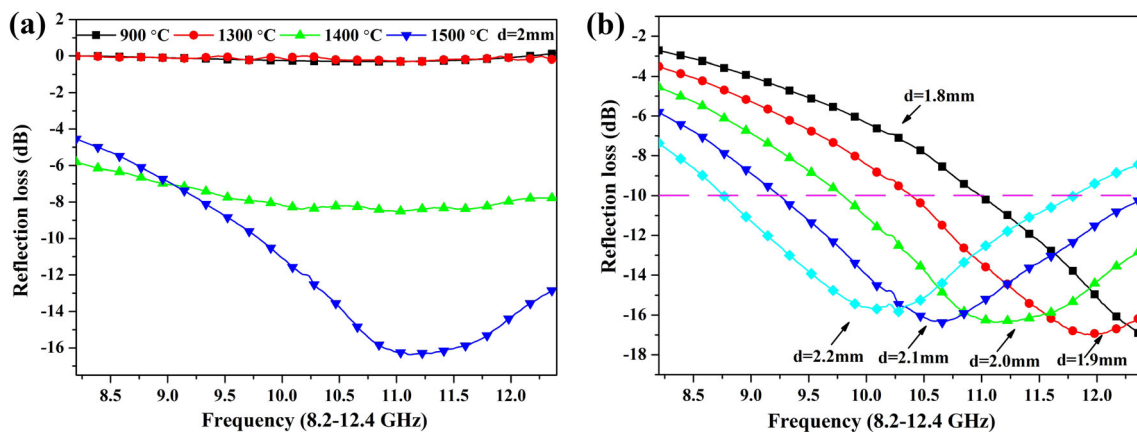 (a)
900 °C 1300 °C 1400 °C 1500 °C d=2mm
2
0
-2
-4
-6
-8
-10
-12
-14
-16
Reflection loss (dB)
8.5 9.0 9.5 10.0 10.5 11.0 11.5 12.0
Frequency (8.2-12.4 GHz)
(b)
-2
-4
-6
-8
-10
-12
-14
-16
-18
Reflection loss (dB)
d=1.8mm
d=2.2mm
d=2.1mm
d=2.0mm
d=1.9mm
8.5 9.0 9.5 10.0 10.5 11.0 11.5 12.0
Frequency (8.2-12.4 GHz)